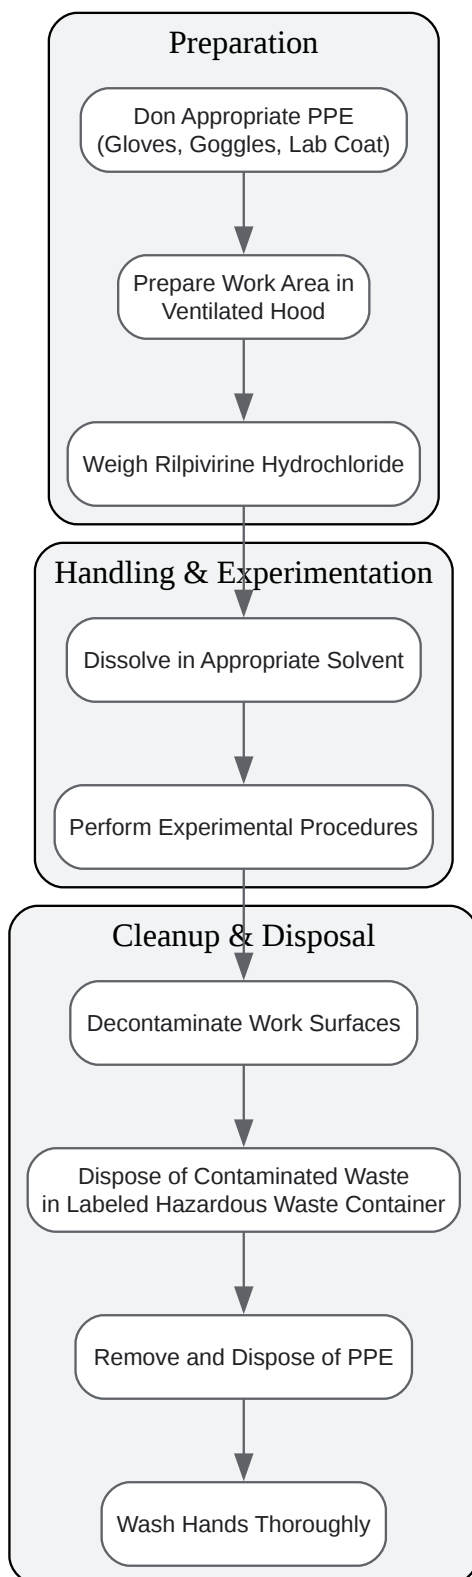 Preparation
Don Appropriate PPE
(Gloves, Goggles, Lab Coat)
Prepare Work Area in
Ventilated Hood
Weigh Rilpivirine Hydrochloride
Handling & Experimentation
Dissolve in Appropriate Solvent
Perform Experimental Procedures
Cleanup & Disposal
Decontaminate Work Surfaces
Dispose of Contaminated Waste
in Labeled Hazardous Waste Container
Remove and Dispose of PPE
Wash Hands Thoroughly